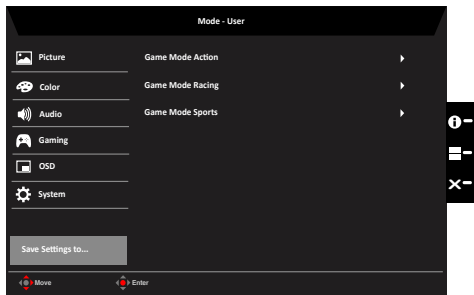 Mode - User
Picture
Game Mode Action
Color
Game Mode Racing
Audio
Game Mode Sports
Gaming
OSD
System
Save Settings to...
Move
Enter